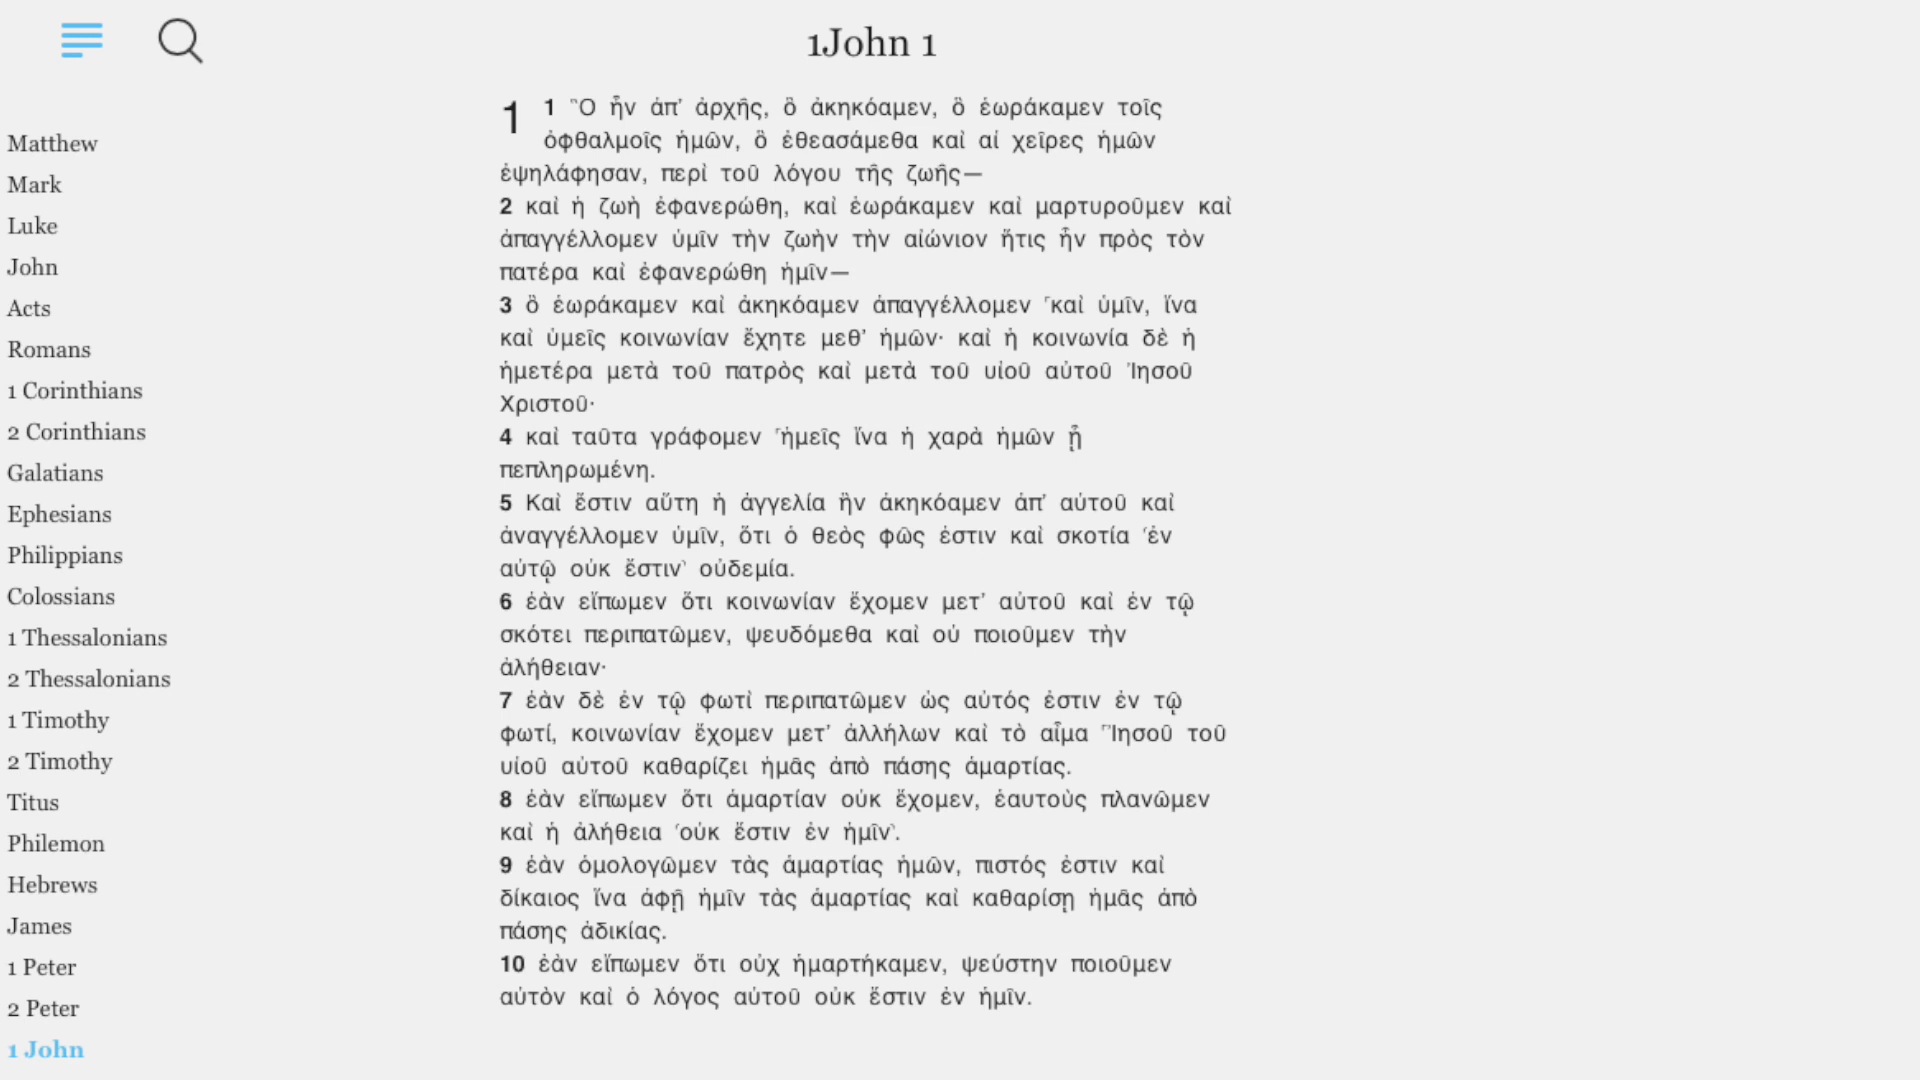 1John 1
Matthew
Mark
Luke
John
Acts
Romans
1 Corinthians
2 Corinthians
Galatians
Ephesians
Philippians
Colossians
1 Thessalonians
2 Thessalonians
1 Timothy
2 Timothy
Titus
Philemon
Hebrews
James
1 Peter
2 Peter
1 John
1 1 Ὃ ἦν ἀπ’ ἀρχῆς, ὃ ἀκηκόαμεν, ὃ ἑωράκαμεν τοῖς
ὀφθαλμοῖς ἡμῶν, ὃ ἐθεασάμεθα καὶ αἱ χεῖρες ἡμῶν
ἐψηλάφησαν, περὶ τοῦ λόγου τῆς ζωῆς—
2 καὶ ἡ ζωὴ ἐφανερώθη, καὶ ἑωράκαμεν καὶ μαρτυροῦμεν καὶ
ἀπαγγέλλομεν ὑμῖν τὴν ζωὴν τὴν αἰώνιον ἥτις ἦν πρὸς τὸν
πατέρα καὶ ἐφανερώθη ἡμῖν—
3 ὃ ἑωράκαμεν καὶ ἀκηκόαμεν ἀπαγγέλλομεν ⸀καὶ ὑμῖν, ἵνα
καὶ ὑμεῖς κοινωνίαν ἔχητε μεθ’ ἡμῶν· καὶ ἡ κοινωνία δὲ ἡ
ἡμετέρα μετὰ τοῦ πατρὸς καὶ μετὰ τοῦ υἱοῦ αὐτοῦ Ἰησοῦ
Χριστοῦ·
4 καὶ ταῦτα γράφομεν ⸀ἡμεῖς ἵνα ἡ χαρὰ ἡμῶν ᾖ
πεπληρωμένη.
5 Καὶ ἔστιν αὕτη ἡ ἀγγελία ἣν ἀκηκόαμεν ἀπ’ αὐτοῦ καὶ
ἀναγγέλλομεν ὑμῖν, ὅτι ὁ θεὸς φῶς ἐστιν καὶ σκοτία ⸂ἐν
αὐτῷ οὐκ ἔστιν⸃ οὐδεμία.
6 ἐὰν εἴπωμεν ὅτι κοινωνίαν ἔχομεν μετ’ αὐτοῦ καὶ ἐν τῷ
σκότει περιπατῶμεν, ψευδόμεθα καὶ οὐ ποιοῦμεν τὴν
ἀλήθειαν·
7 ἐὰν δὲ ἐν τῷ φωτὶ περιπατῶμεν ὡς αὐτός ἐστιν ἐν τῷ
φωτί, κοινωνίαν ἔχομεν μετ’ ἀλλήλων καὶ τὸ αἷμα ⸀Ἰησοῦ τοῦ
υἱοῦ αὐτοῦ καθαρίζει ἡμᾶς ἀπὸ πάσης ἁμαρτίας.
8 ἐὰν εἴπωμεν ὅτι ἁμαρτίαν οὐκ ἔχομεν, ἑαυτοὺς πλανῶμεν
καὶ ἡ ἀλήθεια ⸂οὐκ ἔστιν ἐν ἡμῖν⸃.
9 ἐὰν ὁμολογῶμεν τὰς ἁμαρτίας ἡμῶν, πιστός ἐστιν καὶ
δίκαιος ἵνα ἀφῇ ἡμῖν τὰς ἁμαρτίας καὶ καθαρίσῃ ἡμᾶς ἀπὸ
πάσης ἀδικίας.
10 ἐὰν εἴπωμεν ὅτι οὐχ ἡμαρτήκαμεν, ψεύστην ποιοῦμεν
αὐτὸν καὶ ὁ λόγος αὐτοῦ οὐκ ἔστιν ἐν ἡμῖν.